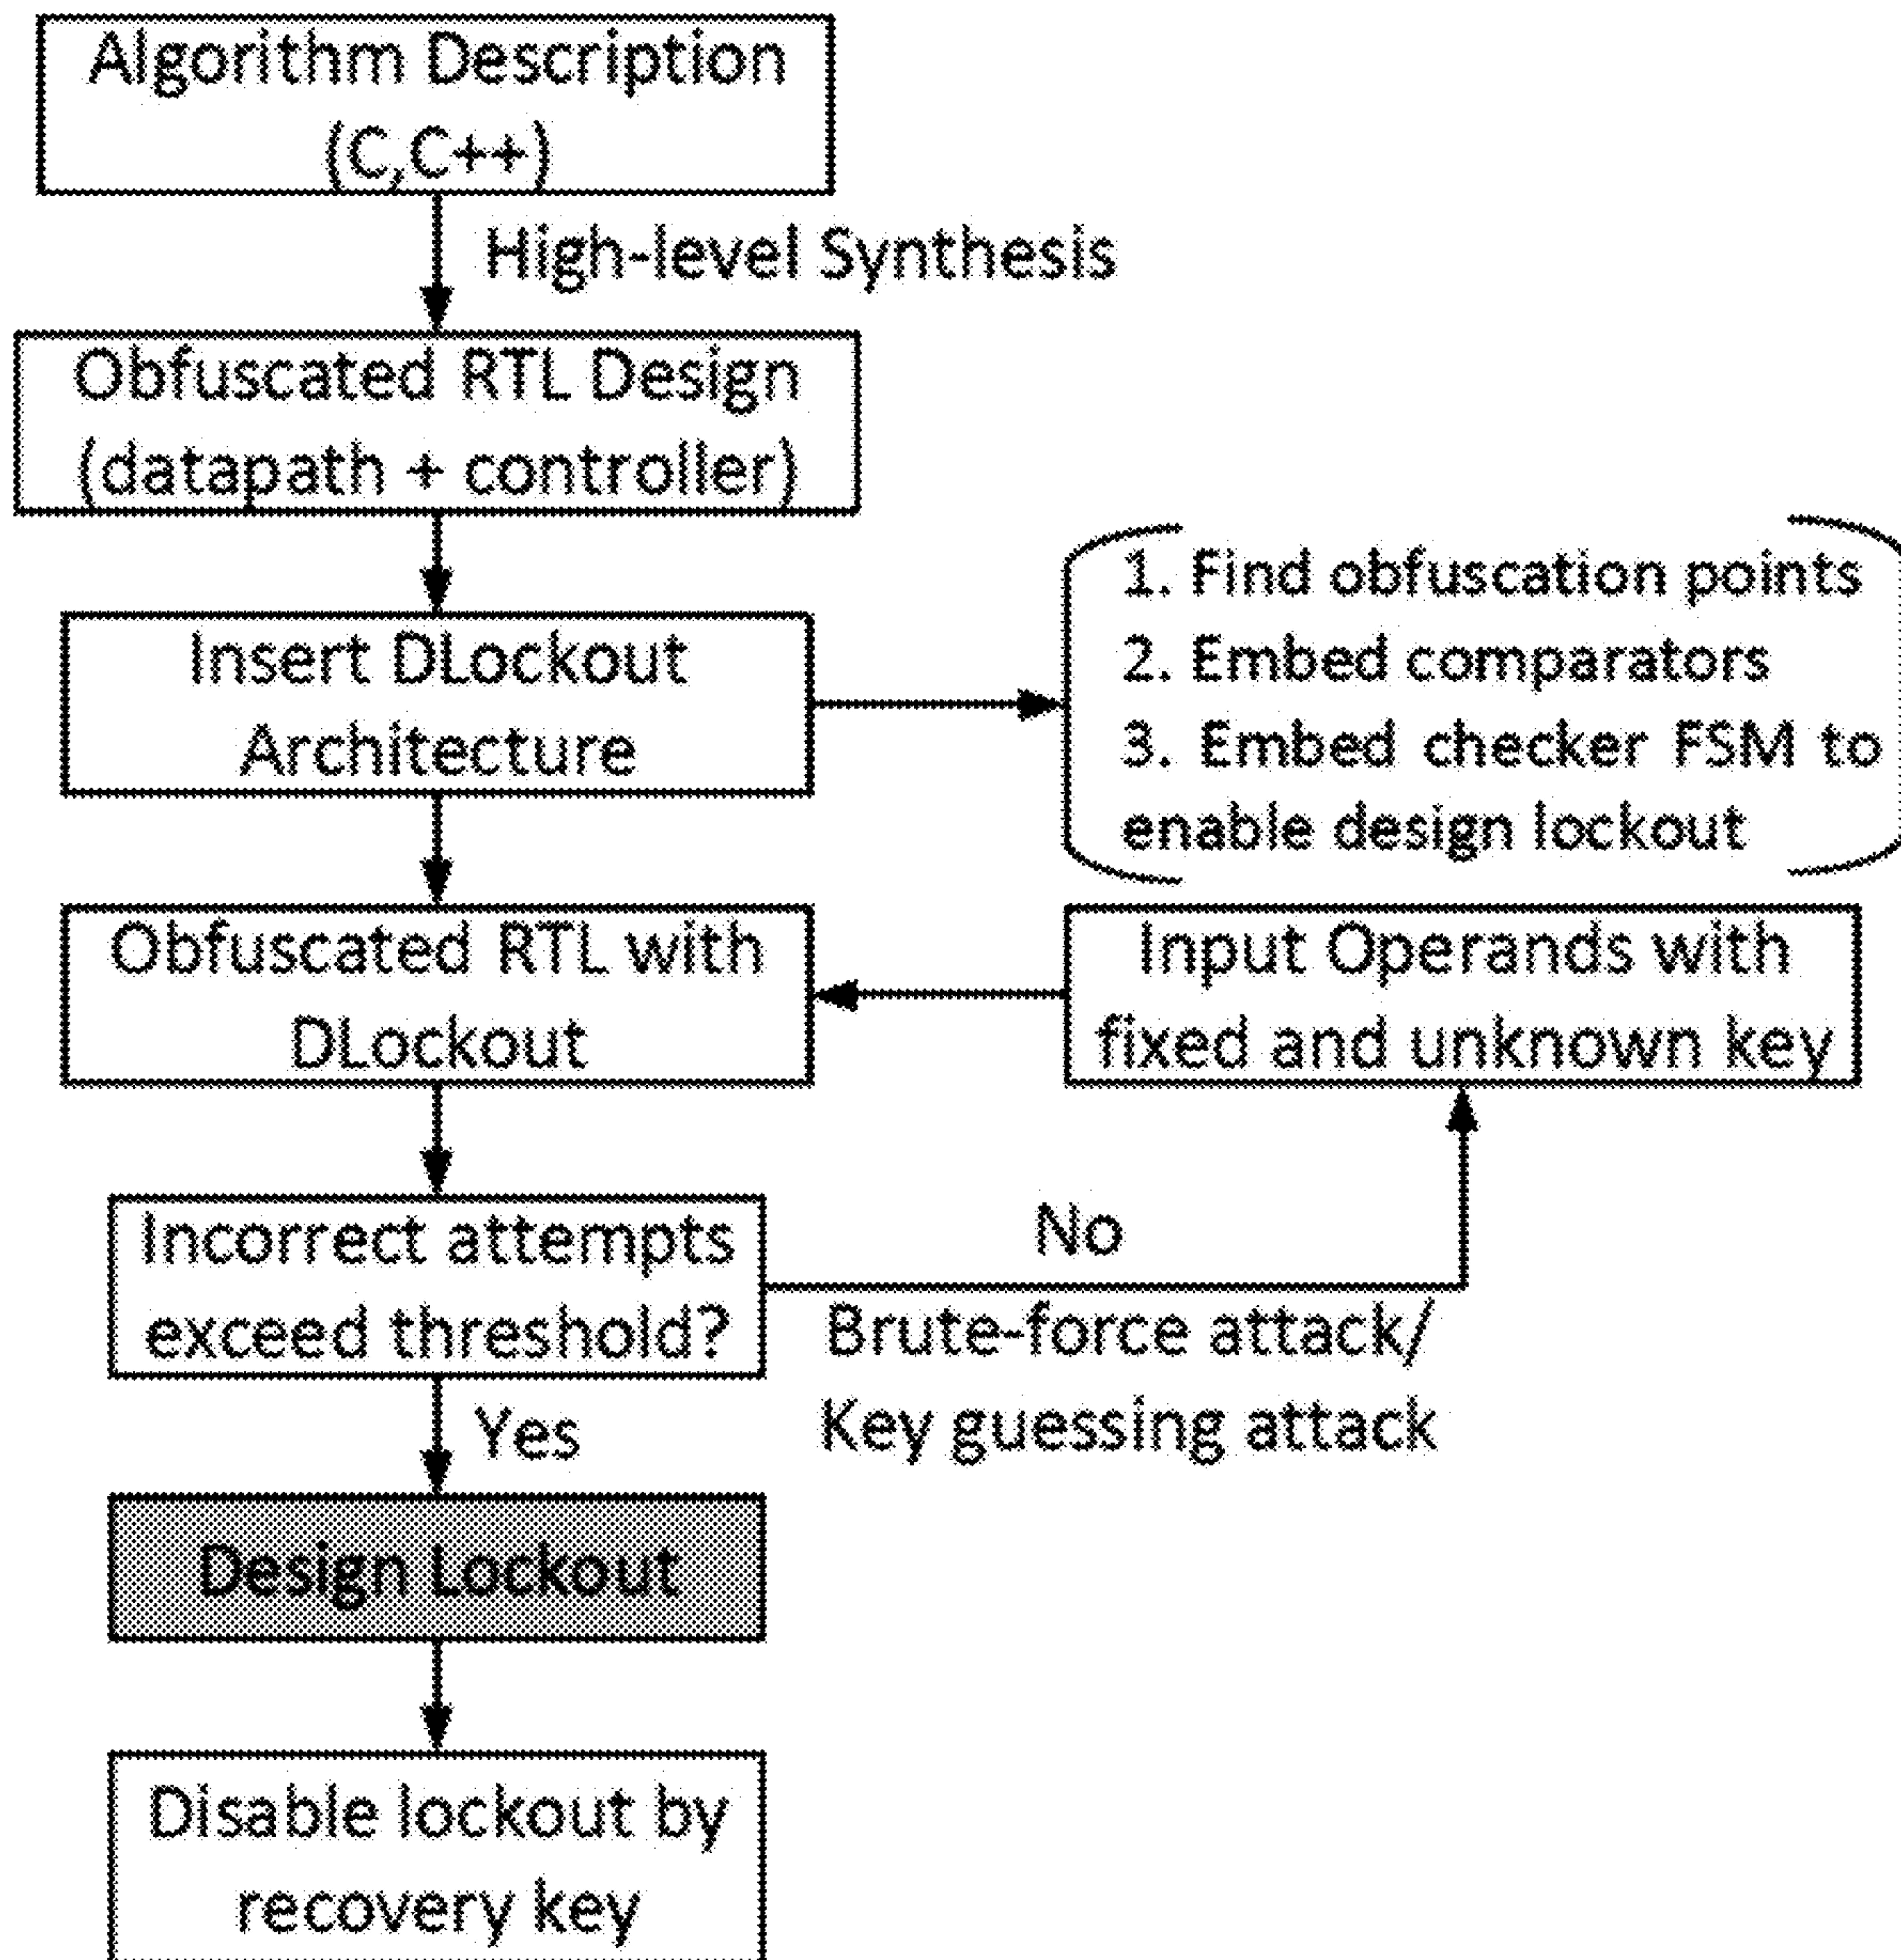 Algorithm Description
(C,C++)
High-level Synthesis
Obfuscated RTL Design
(datapath + controller)
Insert DLockout
Architecture
1. Find obfuscation points
2. Embed comparators
3. Embed checker FSM to
enable design lockout
Obfuscated RTL with
DLockout
Input Operands with
fixed and unknown key
Incorrect attempts
exceed threshold?
No
Brute-force attack/
Key guessing attack
Yes
Design Lockout
Disable lockout by
recovery key